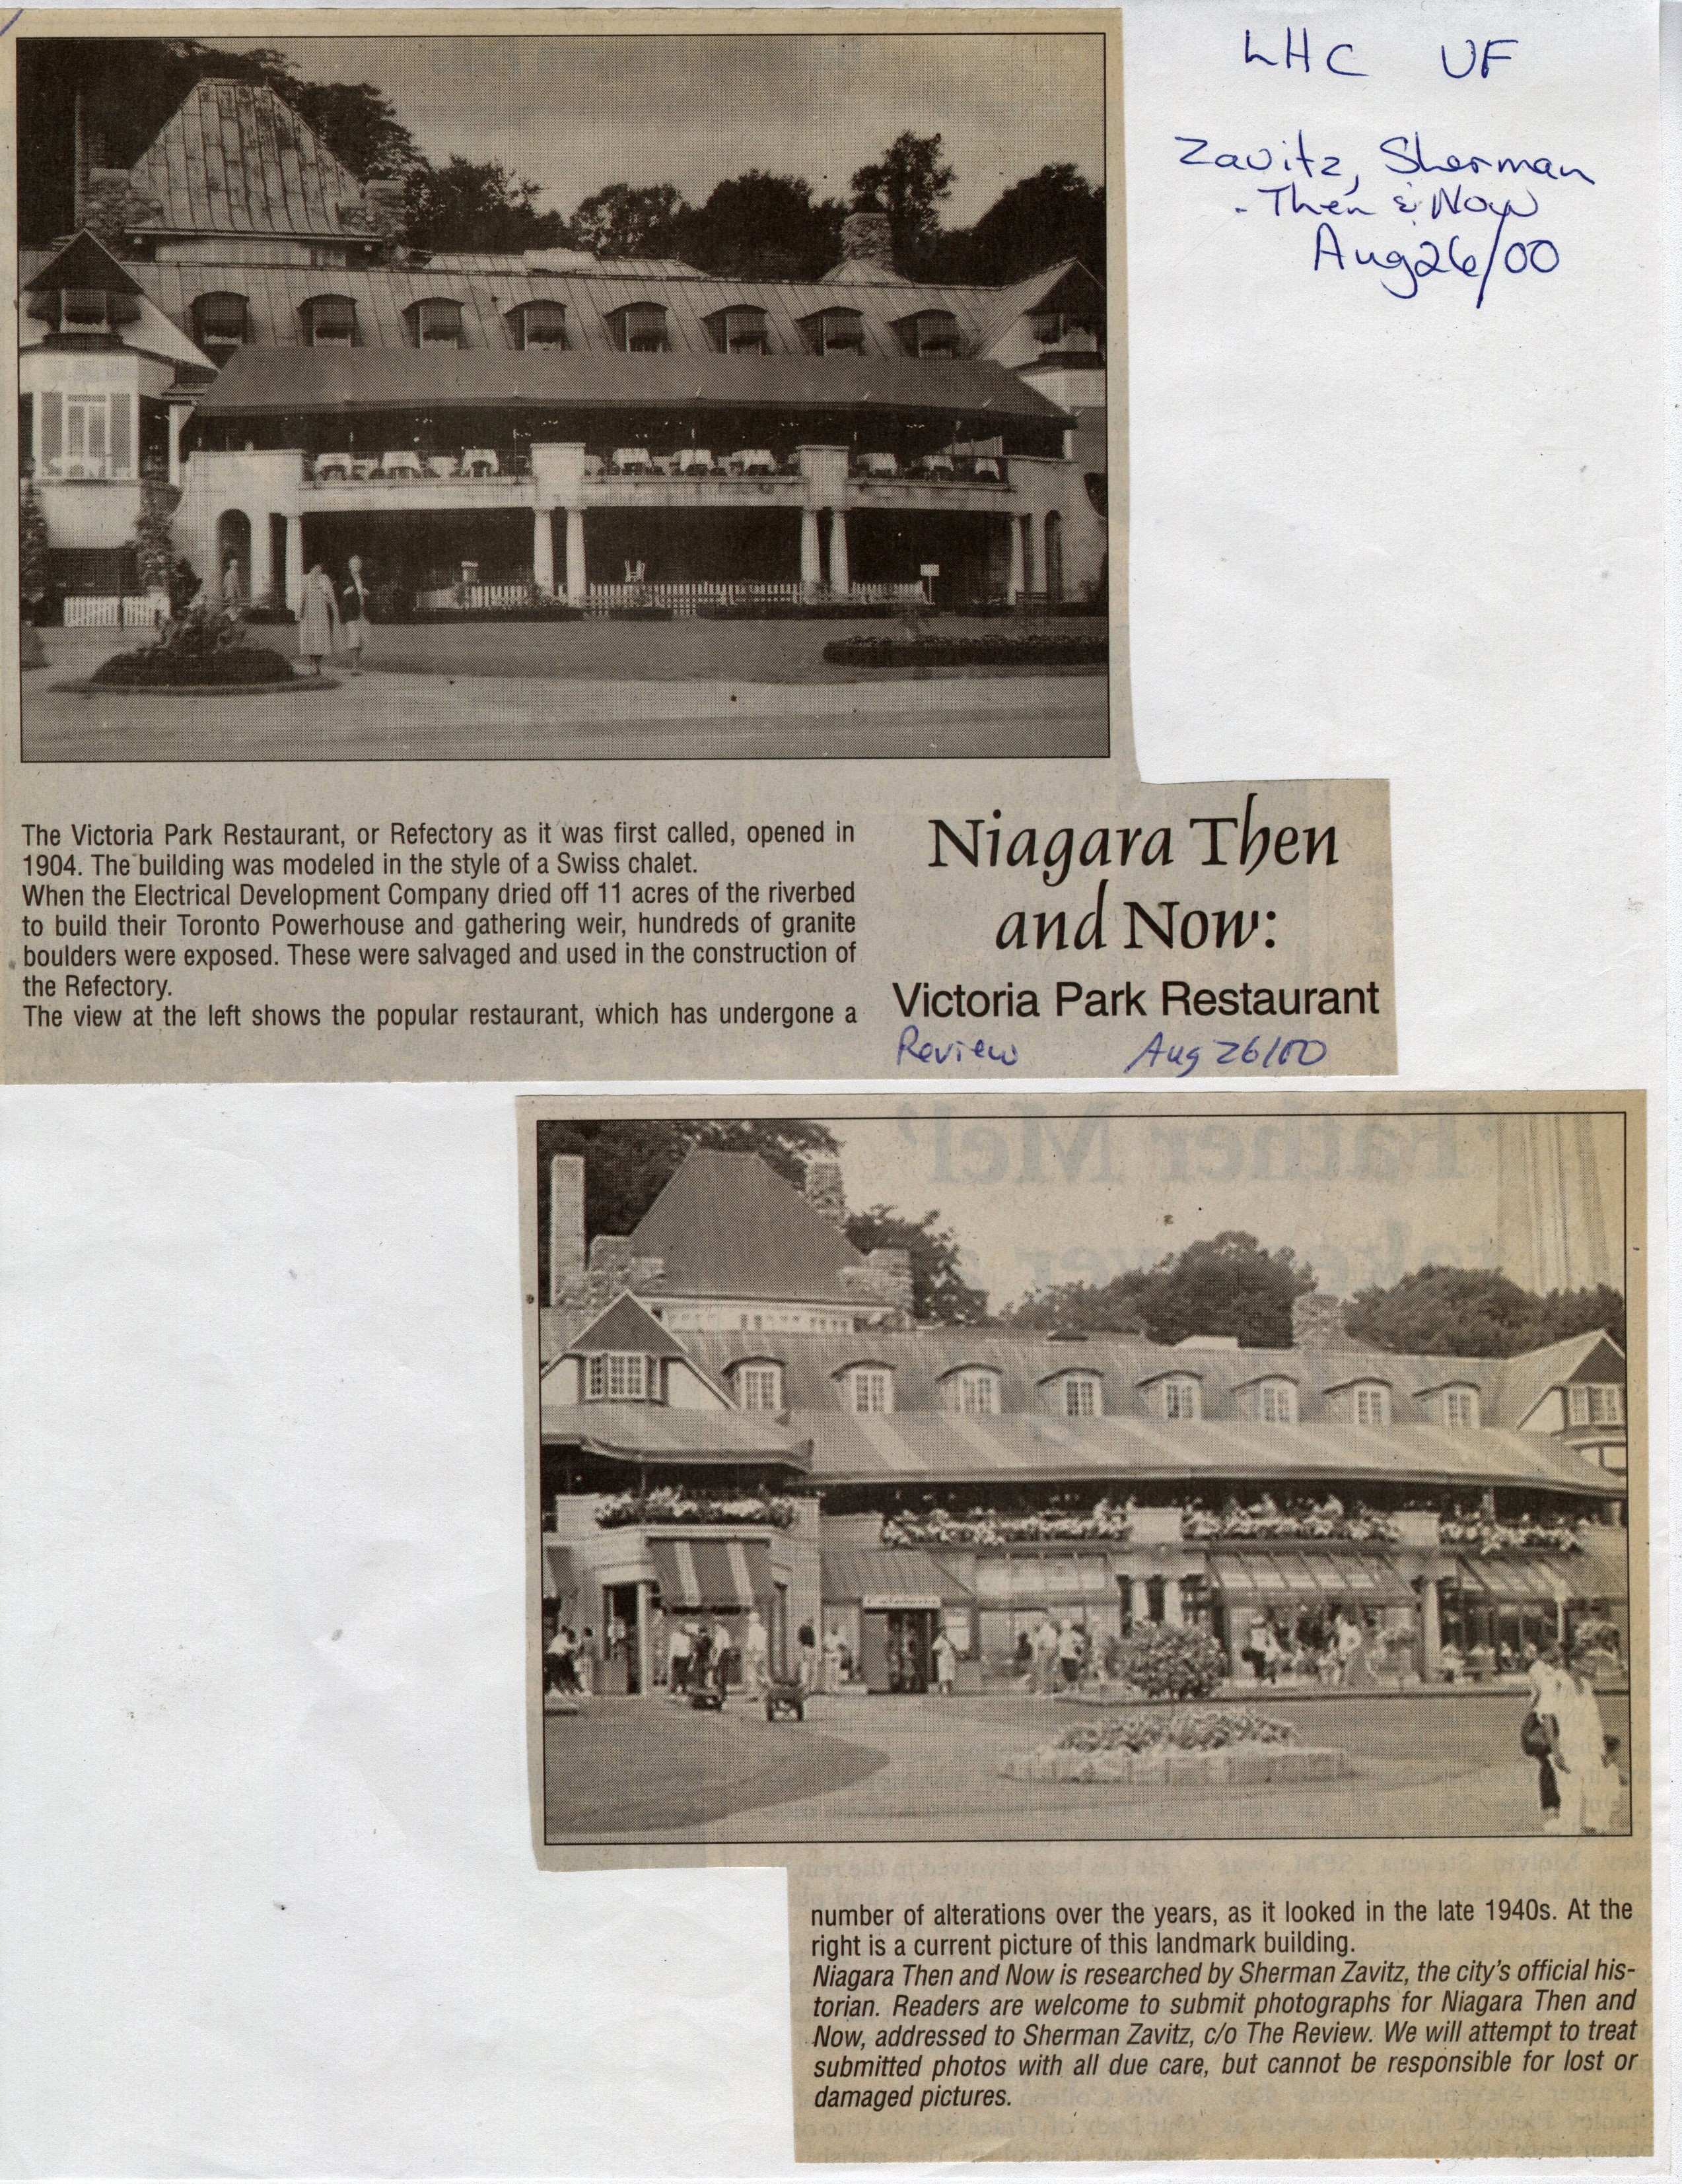 LHC VF
Zavitz, Sherman
- Then & Now
Aug 26/00
The Victoria Park Restaurant, or Refectory as it was first called, opened in
1904. The building was modeled in the style of a Swiss chalet.
When the Electrical Development Company dried off 11 acres of the riverbed
to build their Toronto Powerhouse and gathering weir, hundreds of granite
boulders were exposed. These were salvaged and used in the construction of
the Refectory.
The view at the left shows the popular restaurant, which has undergone a
Niagara Then
and Now:
Victoria Park Restaurant
Review Aug 26/00
number of alterations over the years, as it looked in the late 1940s. At the
right is a current picture of this landmark building.
Niagara Then and Now is researched by Sherman Zavitz, the city's official his-
torian. Readers are welcome to submit photographs for Niagara Then and
Now, addressed to Sherman Zavitz, c/o The Review. We will attempt to treat
submitted photos with all due care, but cannot be responsible for lost or
damaged pictures.